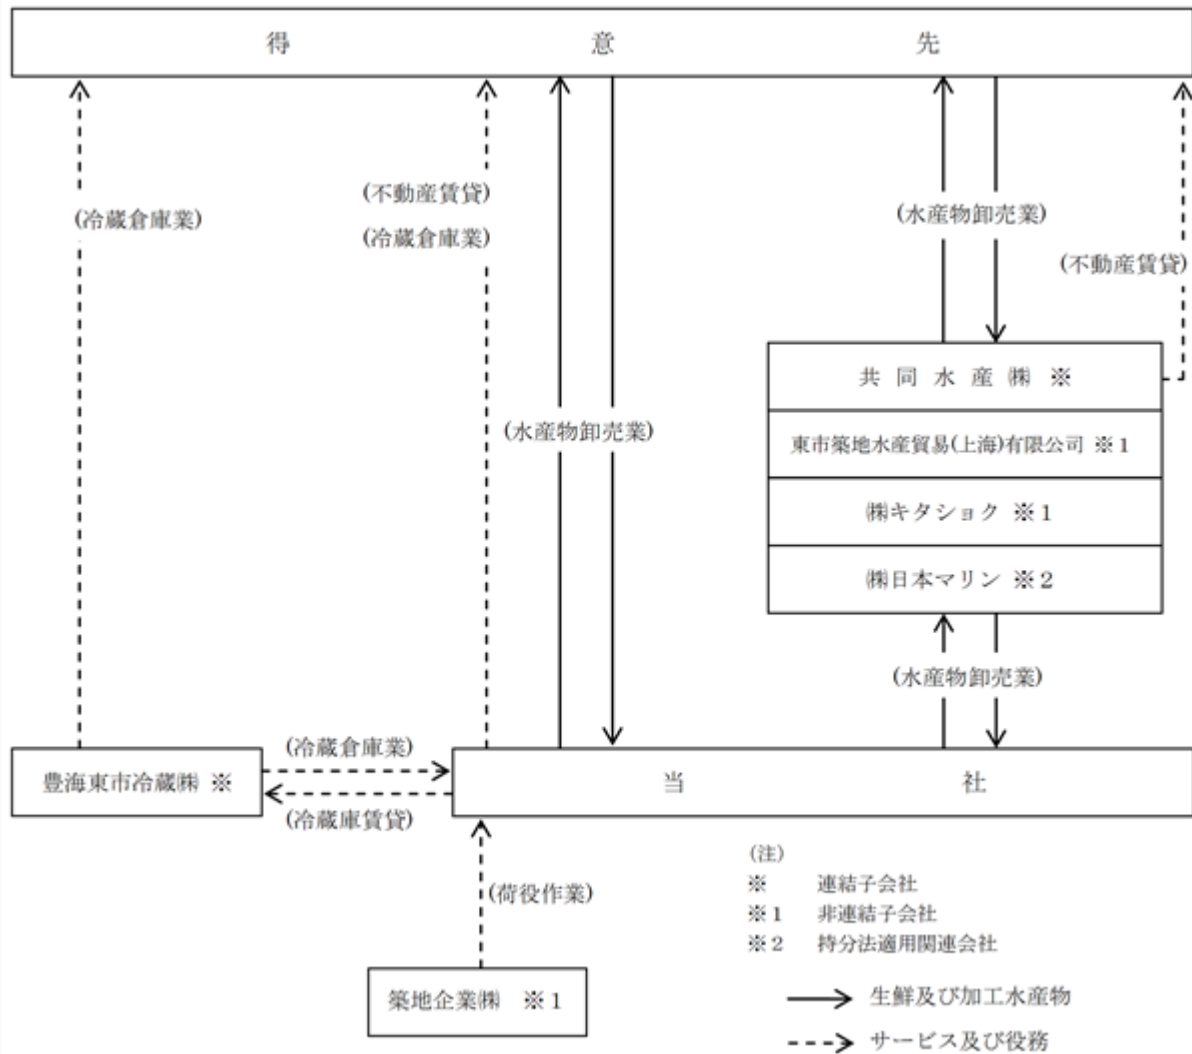 得意先
(不動産賃貸)
(冷蔵倉庫業)
(冷蔵倉庫業)
(水産物卸売業)
(不動産賃貸)
共同水産㈱ ※
(水産物卸売業)
東市築地水産貿易(上海)有限公司 ※1
㈱キタショク ※1
㈱日本マリン ※2
(水産物卸売業)
(冷蔵倉庫業)
豊海東市冷蔵㈱ ※
当社
(冷蔵庫賃貸)
(注)
※ 連結子会社
(荷役作業)
※1 非連結子会社
※2 持分法適用関連会社
築地企業㈱ ※1
生鮮及び加工水産物
サービス及び役務